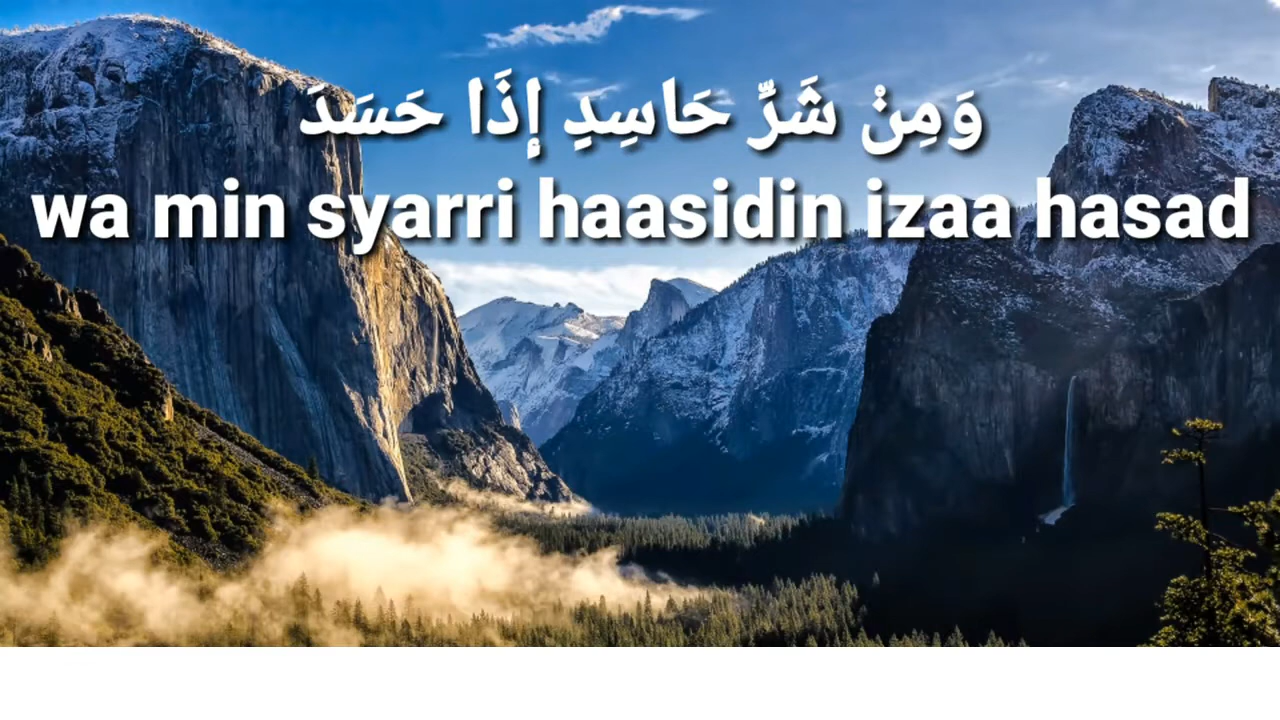 وَمِنْ شَرِّ حَاسِدِ إِذَا حَسَدَ
wa min syarri haasidin izaa hasad